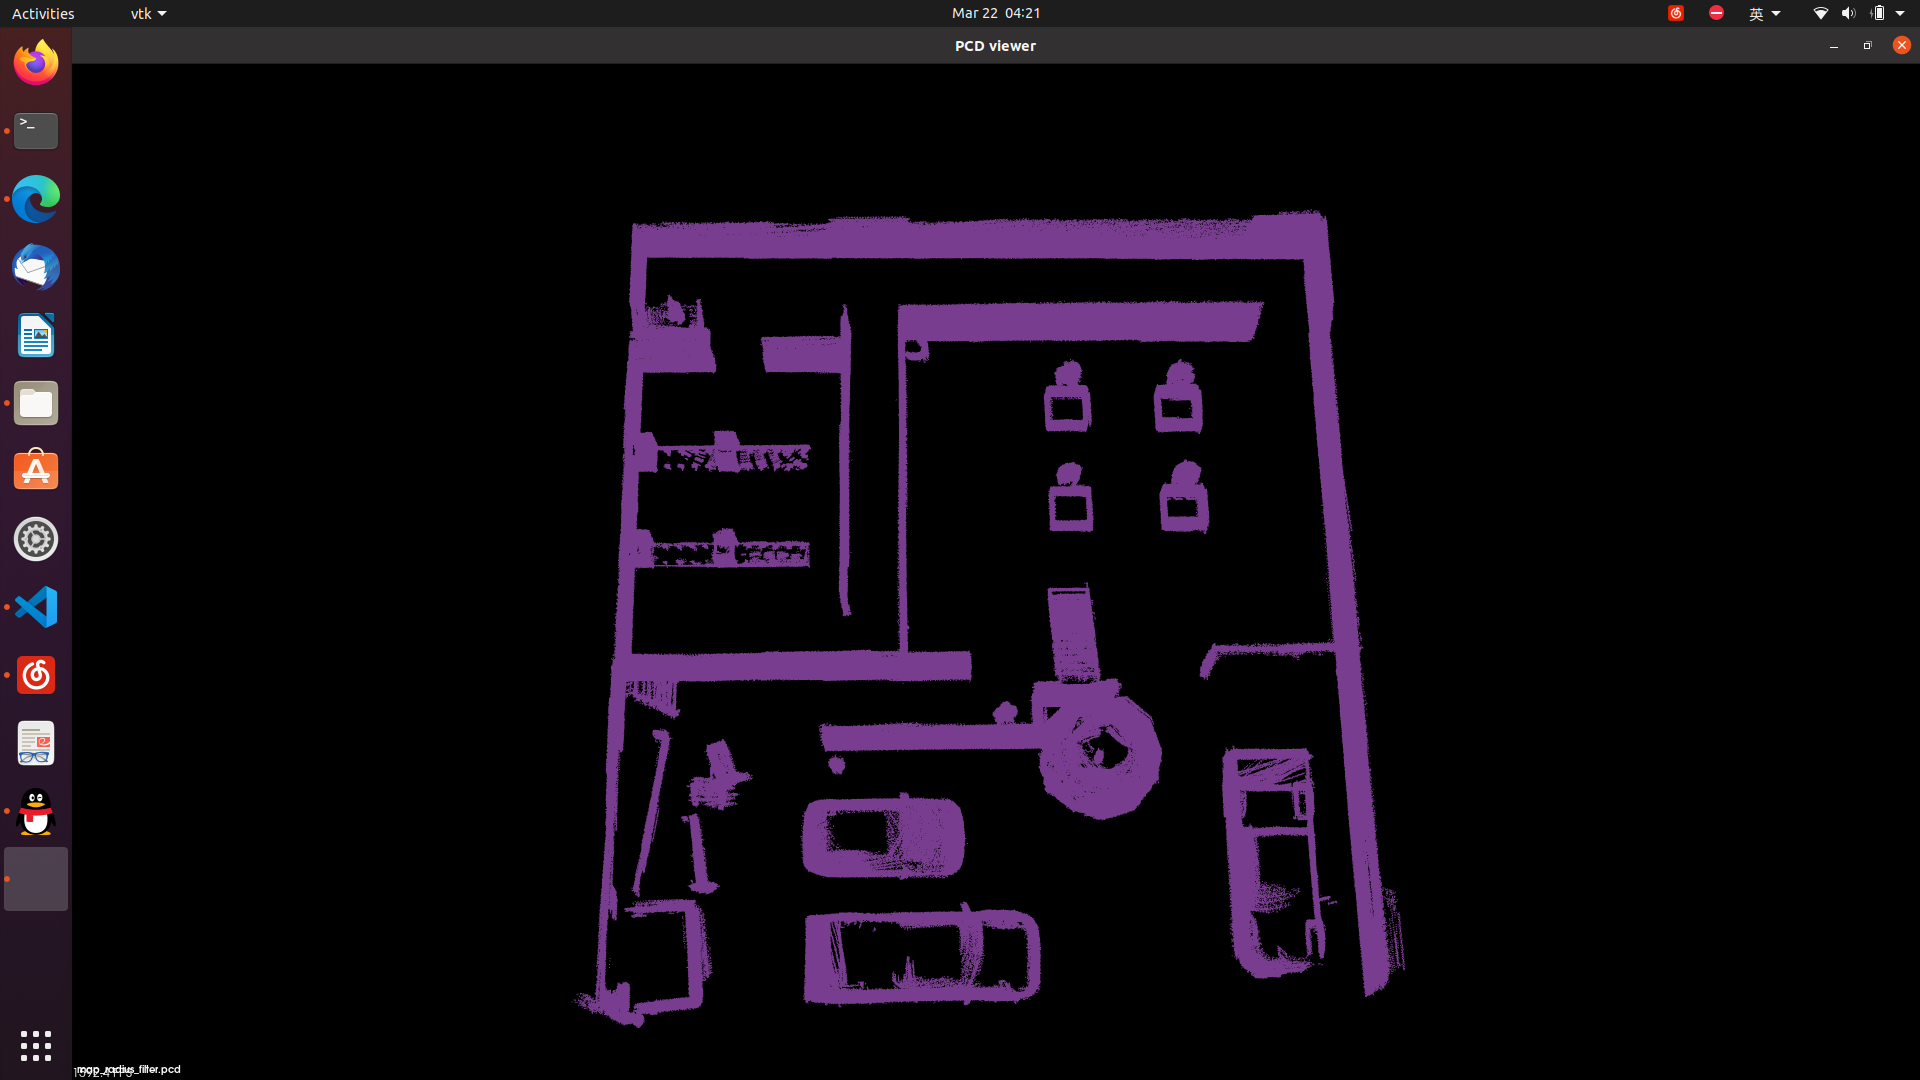 Activities
vtk
Mar 22 04:21
英
PCD viewer
map_radius_filter.pcd